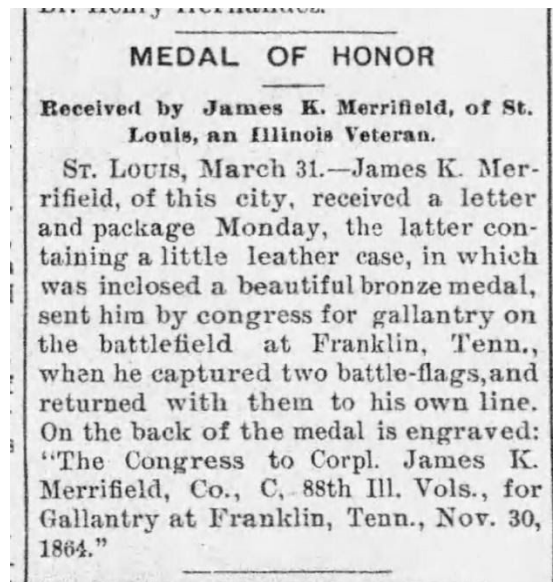 Dr. Henry Hernandez.
MEDAL OF HONOR
Received by James K. Merrifield, of St.
Louis, an Illinois Veteran.
ST. LOUIS, March 31.—James K. Mer-
rifieid, of this city, received a letter
and package Monday, the latter con-
taining a little leather case, in which
was inclosed a beautiful bronze medal,
sent him by congress for gallantry on
the battlefield at Franklin, Tenn.,
when he captured two battle-flags,and
returned with them to his own line.
On the back of the medal is engraved:
"The Congress to Corpl. James K.
Merrifield, Co., C, 88th Ill. Vols., for
Gallantry at Franklin, Tenn., Nov. 30,
1864."